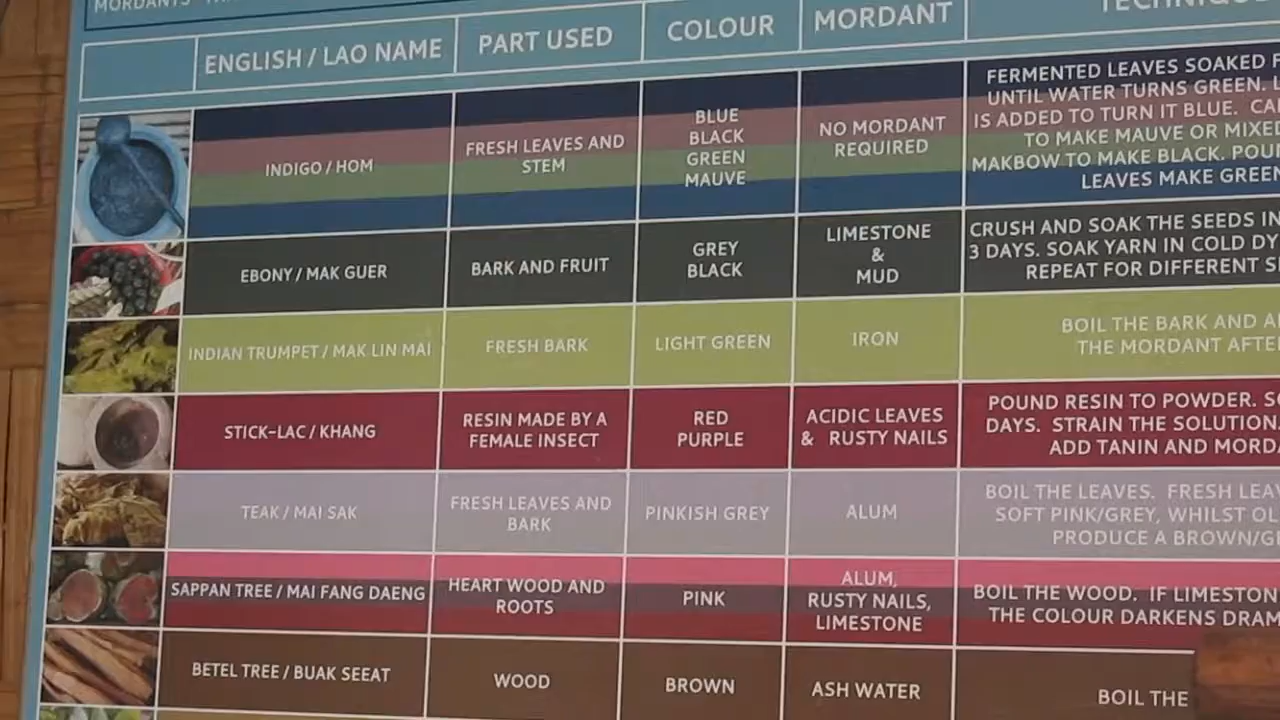 MORDANTS
ENGLISH / LAO NAME
PART USED
COLOUR
MORDANT
INDIGO / HOM
FRESH LEAVES AND
STEM
BLUE
BLACK
GREEN
MAUVE
NO MORDANT
REQUIRED
FERMENTED LEAVES SOAKED
UNTIL WATER TURNS GREEN.
IS ADDED TO TURN IT BLUE.
TO MAKE MAUVE OR MIXED
MAKBOW TO MAKE BLACK.
LEAVES MAKE GREEN
EBONY / MAK GUER
BARK AND FRUIT
GREY
BLACK
LIMESTONE
&
MUD
CRUSH AND SOAK THE SEEDS IN
3 DAYS. SOAK YARN IN COLD
REPEAT FOR DIFFERENT
INDIAN TRUMPET / MAK LIN MAI
FRESH BARK
LIGHT GREEN
IRON
BOIL THE BARK AND
THE MORDANT
STICK-LAC / KHANG
RESIN MADE BY A
FEMALE INSECT
RED
PURPLE
ACIDIC LEAVES
& RUSTY NAILS
POUND RESIN TO POWDER.
DAYS. STRAIN THE SOLUTION.
ADD TANIN AND
TEAK / MAI SAK
FRESH LEAVES AND
BARK
PINKISH GREY
ALUM
BOIL THE LEAVES. FRESH
SOFT PINK/GREY, WHILST
PRODUCE A
SAPPAN TREE / MAI FANG DAENG
HEART WOOD AND
ROOTS
PINK
ALUM,
RUSTY NAILS,
LIMESTONE
BOIL THE WOOD. IF
THE COLOUR DARKENS
BETEL TREE / BUAK SEEAT
WOOD
BROWN
ASH WATER
BOIL THE